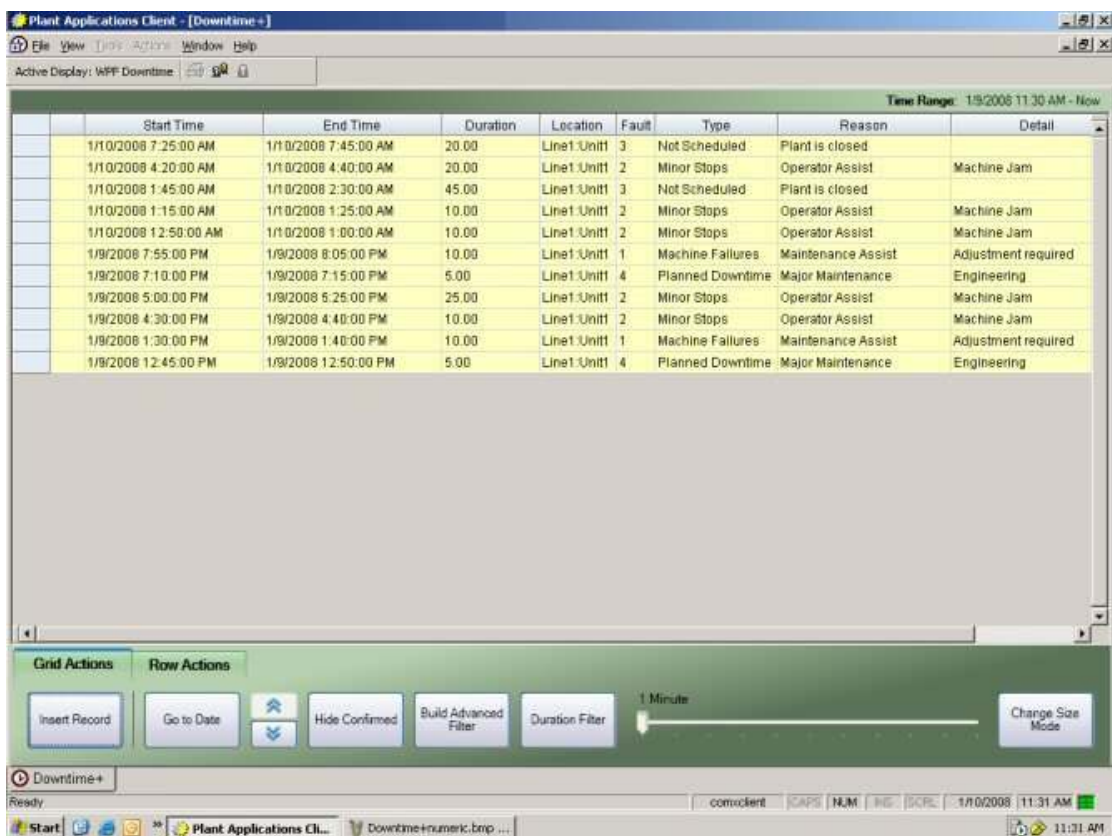 Plant Applications Client - [Downtime+]
File View Tools Actions Window Help
Active Display: WPF Downtime
Time Range: 1/9/2008 11:30 AM - Now
Start Time End Time Duration Location Fault Type Reason Detail
1/10/2008 7:25:00 AM 1/10/2008 7:45:00 AM 20.00 Line1:Unit1 3 Not Scheduled Plant is closed
1/10/2008 4:20:00 AM 1/10/2008 4:40:00 AM 20.00 Line1:Unit1 2 Minor Stops Operator Assist Machine Jam
1/10/2008 1:45:00 AM 1/10/2008 2:30:00 AM 45.00 Line1:Unit1 3 Not Scheduled Plant is closed
1/10/2008 1:15:00 AM 1/10/2008 1:25:00 AM 10.00 Line1:Unit1 2 Minor Stops Operator Assist Machine Jam
1/10/2008 12:50:00 AM 1/10/2008 1:00:00 AM 10.00 Line1:Unit1 2 Minor Stops Operator Assist Machine Jam
1/9/2008 7:55:00 PM 1/9/2008 8:05:00 PM 10.00 Line1:Unit1 1 Machine Failures Maintenance Assist Adjustment required
1/9/2008 7:10:00 PM 1/9/2008 7:15:00 PM 5.00 Line1:Unit1 4 Planned Downtime Major Maintenance Engineering
1/9/2008 5:00:00 PM 1/9/2008 5:25:00 PM 25.00 Line1:Unit1 2 Minor Stops Operator Assist Machine Jam
1/9/2008 4:30:00 PM 1/9/2008 4:40:00 PM 10.00 Line1:Unit1 2 Minor Stops Operator Assist Machine Jam
1/9/2008 1:30:00 PM 1/9/2008 1:40:00 PM 10.00 Line1:Unit1 1 Machine Failures Maintenance Assist Adjustment required
1/9/2008 12:45:00 PM 1/9/2008 12:50:00 PM 5.00 Line1:Unit1 4 Planned Downtime Major Maintenance Engineering
Grid Actions Row Actions
1 Minute
Insert Record Go to Date Hide Confirmed Build Advanced Filter Duration Filter Change Size Mode
Downtime+
Ready comxclient CAPS NUM INS SCRL 1/10/2008 11:31 AM
Start » Plant Applications Cli... Downtime+numeric.bmp ... 11:31 AM